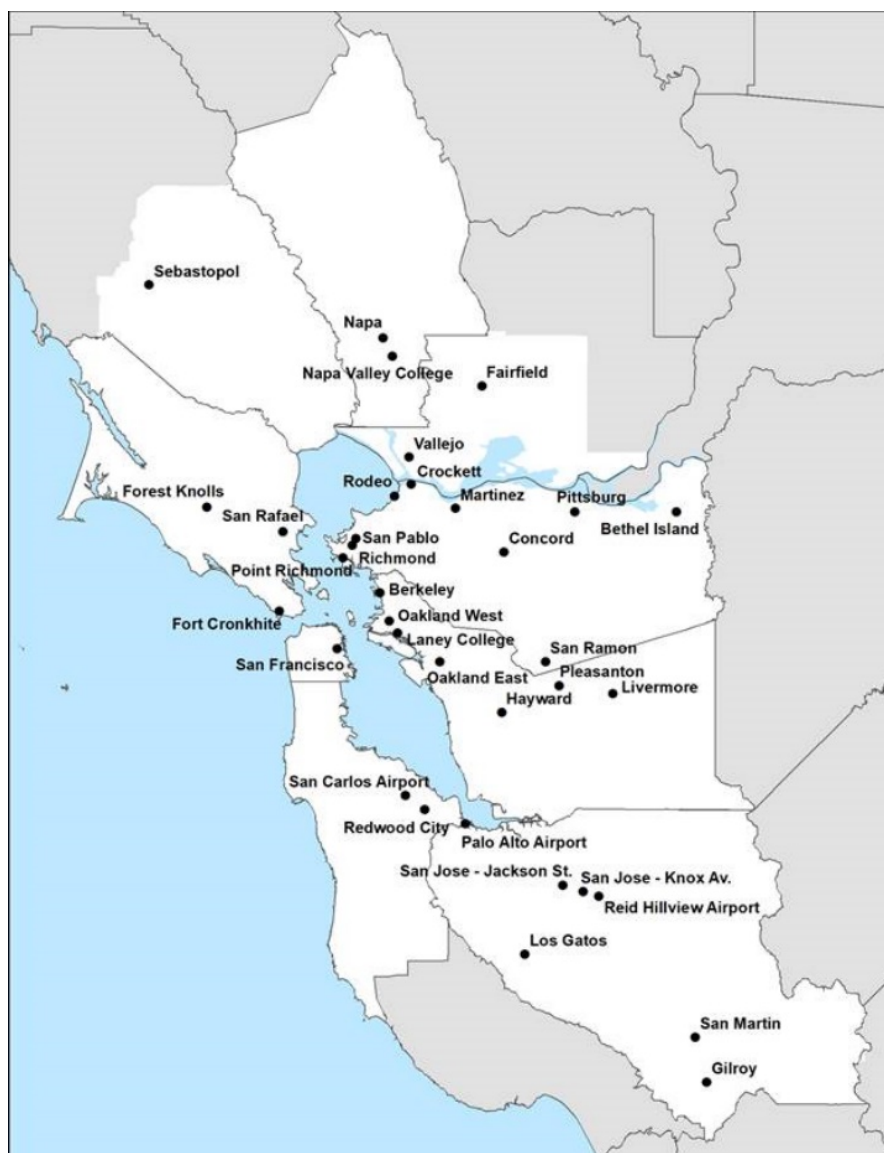 Sebastopol
Napa
Napa Valley College
Fairfield
Vallejo
Crockett
Rodeo
Martinez
Pittsburg
Forest Knolls
San Rafael
Bethel Island
San Pablo
Concord
Richmond
Point Richmond
Berkeley
Fort Cronkhite
Oakland West
Laney College
San Francisco
San Ramon
Oakland East
Pleasanton
Livermore
Hayward
San Carlos Airport
Redwood City
Palo Alto Airport
San Jose - Jackson St.
San Jose - Knox Av.
Reid Hillview Airport
Los Gatos
San Martin
Gilroy